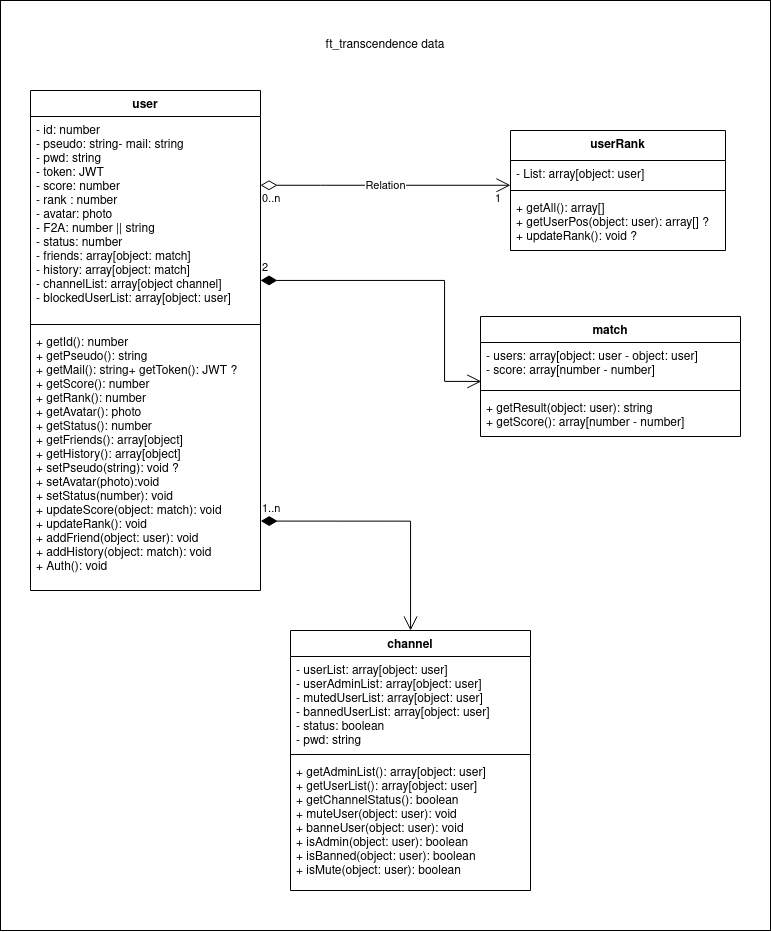 ft_transcendence data
user
- id: number
- pseudo: string- mail: string
- pwd: string
- token: JWT
- score: number
- rank : number
- avatar: photo
- F2A: number || string
- status: number
- friends: array[object: match]
- history: array[object: match]
- channelList: array[object channel]
- blockedUserList: array[object: user]
+ getId(): number
+ getPseudo(): string
+ getMail(): string+ getToken(): JWT ?
+ getScore(): number
+ getRank(): number
+ getAvatar(): photo
+ getStatus(): number
+ getFriends(): array[object]
+ getHistory(): array[object]
+ setPseudo(string): void ?
+ setAvatar(photo):void
+ setStatus(number): void
+ updateScore(object: match): void
+ updateRank(): void
+ addFriend(object: user): void
+ addHistory(object: match): void
+ Auth(): void
0..n
Relation
1
userRank
- List: array[object: user]
+ getAll(): array[]
+ getUserPos(object: user): array[] ?
+ updateRank(): void ?
2
match
- users: array[object: user - object: user]
- score: array[number - number]
+ getResult(object: user): string
+ getScore(): array[number - number]
1..n
channel
- userList: array[object: user]
- userAdminList: array[object: user]
- mutedUserList: array[object: user]
- bannedUserList: array[object: user]
- status: boolean
- pwd: string
+ getAdminList(): array[object: user]
+ getUserList(): array[object: user]
+ getChannelStatus(): boolean
+ muteUser(object: user): void
+ banneUser(object: user): void
+ isAdmin(object: user): boolean
+ isBanned(object: user): boolean
+ isMute(object: user): boolean